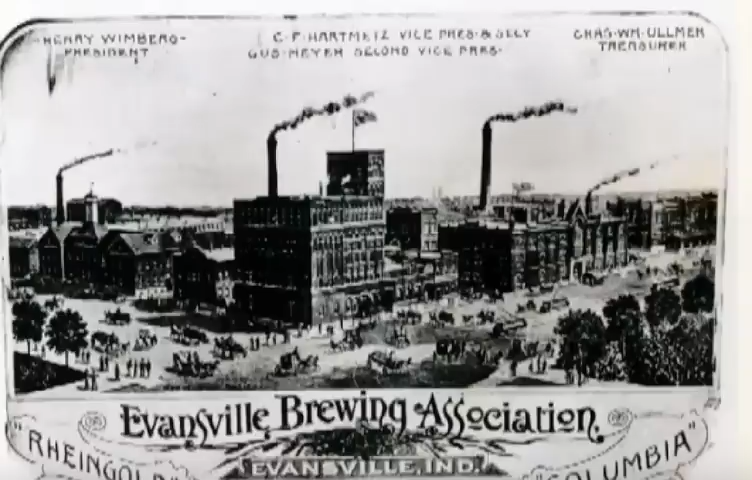 HENRY WIMBERG
PRESIDENT
C·F·HARTMETZ VICE PRES·& SECY
GUS·MEYER SECOND VICE PRES·
CHAS·WM·ULLMER
TREASURER
Evansville Brewing Association.
EVANSVILLE, IND.
"RHEINGOLD"
"COLUMBIA"